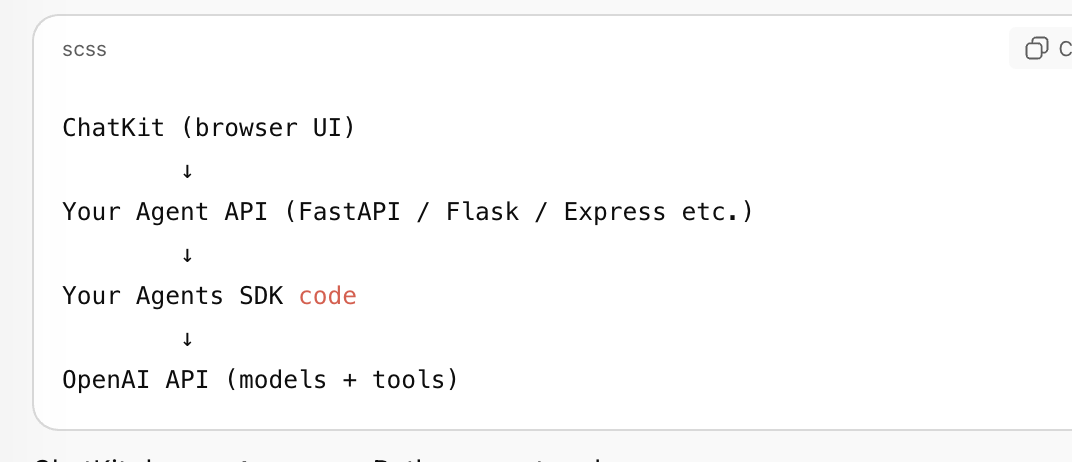 scss
C
ChatKit (browser UI)
↓
Your Agent API (FastAPI / Flask / Express etc.)
↓
Your Agents SDK code
↓
OpenAI API (models + tools)